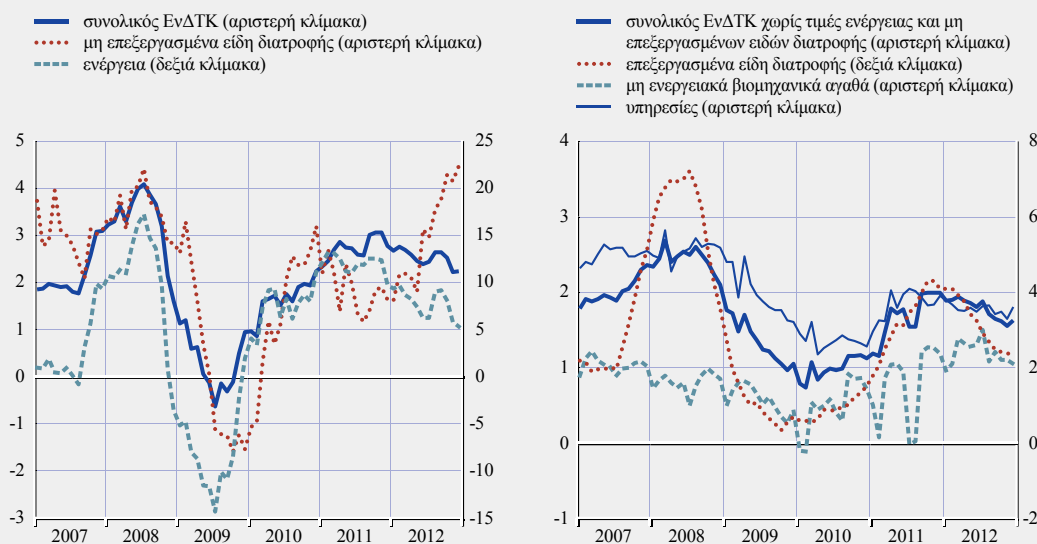 συνολικός ΕνΔΤΚ (αριστερή κλίμακα)
μη επεξεργασμένα είδη διατροφής (αριστερή κλίμακα)
ενέργεια (δεξιά κλίμακα)
συνολικός ΕνΔΤΚ χωρίς τιμές ενέργειας και μη
επεξεργασμένων ειδών διατροφής (αριστερή κλίμακα)
επεξεργασμένα είδη διατροφής (δεξιά κλίμακα)
μη ενεργειακά βιομηχανικά αγαθά (αριστερή κλίμακα)
υπηρεσίες (αριστερή κλίμακα)
5 25
4 20
3 15
2 10
1 5
0 0
-1 -5
-2 -10
-3 -15
2007 2008 2009 2010 2011 2012
4 8
3 6
2 4
1 2
0 0
-1 -2
2007 2008 2009 2010 2011 2012